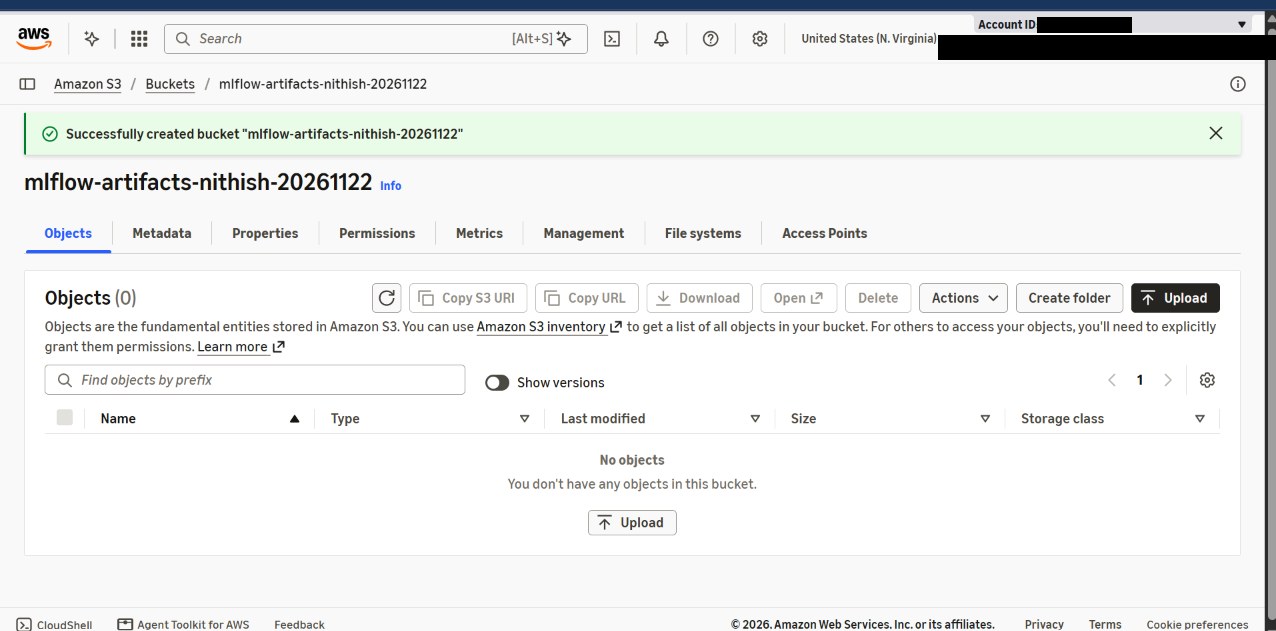 Account ID
aws
Search [Alt+S]
United States (N. Virginia)
Amazon S3 / Buckets / mlflow-artifacts-nithish-20261122
Successfully created bucket "mlflow-artifacts-nithish-20261122"
mlflow-artifacts-nithish-20261122 Info
Objects Metadata Properties Permissions Metrics Management File systems Access Points
Objects (0) Copy S3 URI Copy URL Download Open Delete Actions Create folder Upload
Objects are the fundamental entities stored in Amazon S3. You can use Amazon S3 inventory to get a list of all objects in your bucket. For others to access your objects, you'll need to explicitly
grant them permissions. Learn more
Find objects by prefix Show versions 1
Name Type Last modified Size Storage class
No objects
You don't have any objects in this bucket.
Upload
CloudShell Agent Toolkit for AWS Feedback © 2026, Amazon Web Services, Inc. or its affiliates. Privacy Terms Cookie preferences